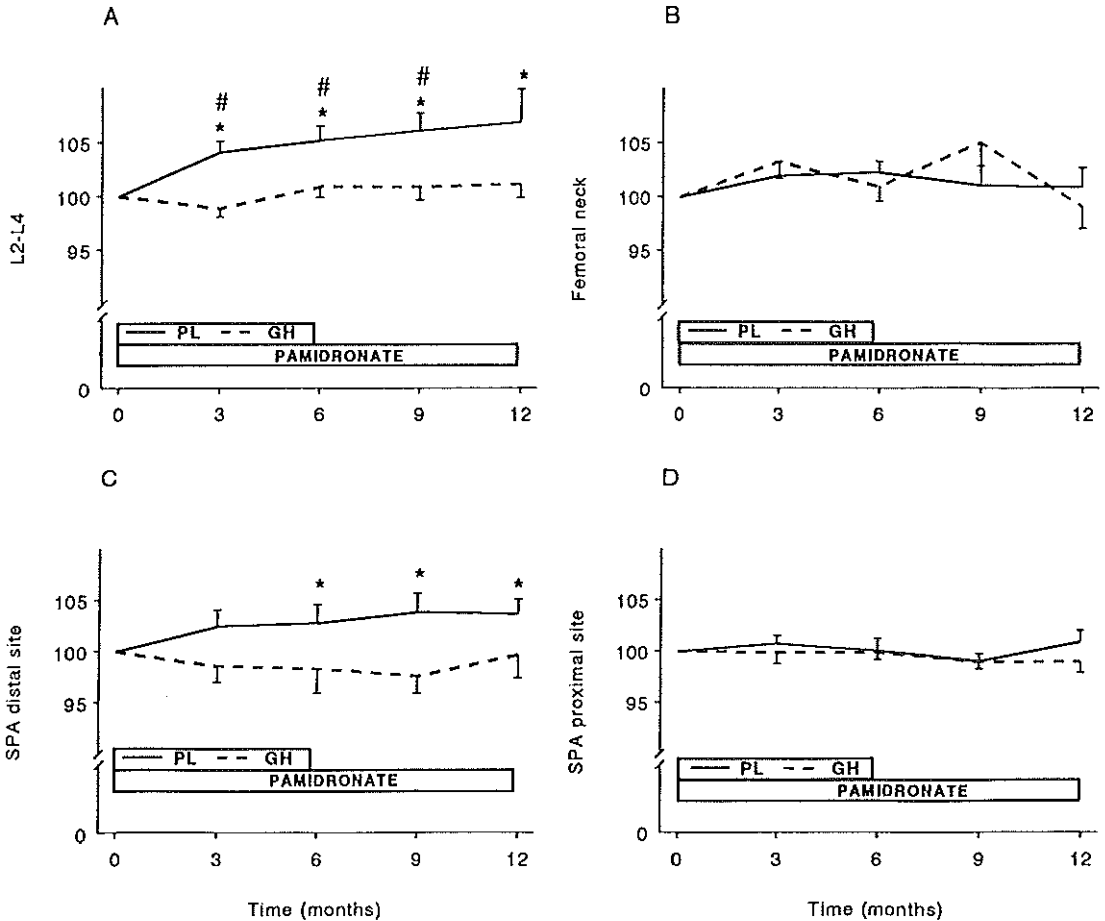 A
#
*
#
*
#
*
*
105
100
95
L2-L4
PL GH
PAMIDRONATE
0
0 3 6 9 12
B
105
100
95
Femoral neck
PL GH
PAMIDRONATE
0
0 3 6 9 12
C
* * *
105
100
95
SPA distal site
PL GH
PAMIDRONATE
0
0 3 6 9 12
Time (months)
D
105
100
95
SPA proximal site
PL GH
PAMIDRONATE
0
0 3 6 9 12
Time (months)